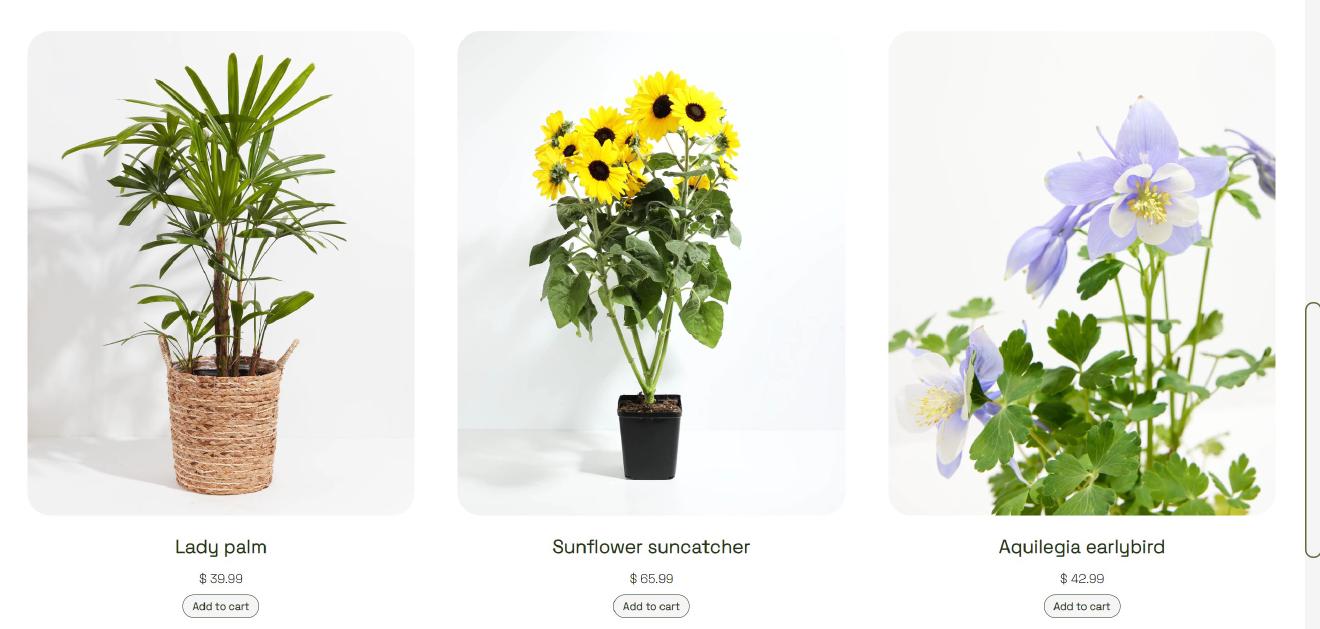 Lady palm
$ 39.99
Add to cart
Sunflower suncatcher
$ 65.99
Add to cart
Aquilegia earlybird
$ 42.99
Add to cart